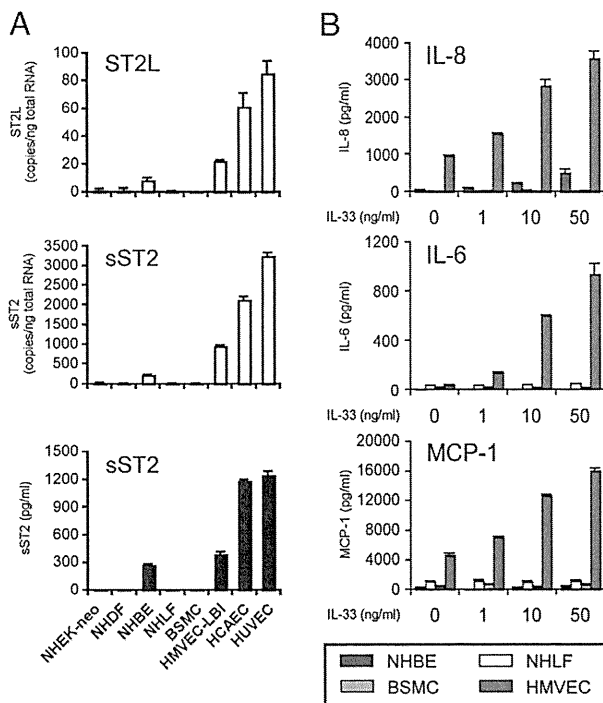 A
ST2L
ST2L
(copies/ng total RNA)
100
80
60
40
20
0
sST2
sST2
(copies/ng total RNA)
3500
3000
2500
2000
1500
1000
500
0
sST2
sST2 (pg/ml)
1500
1200
900
600
300
0
NHEK-neo
NHDF
NHBE
NHLF
BSMC
HMVEC-LBI
HCAEC
HUVEC
B
IL-8
IL-8 (pg/ml)
4000
3000
2000
1000
0
IL-33 (ng/ml) 0 1 10 50
IL-6
IL-6 (pg/ml)
1200
800
400
0
IL-33 (ng/ml) 0 1 10 50
MCP-1
MCP-1 (pg/ml)
20000
16000
12000
8000
4000
0
IL-33 (ng/ml) 0 1 10 50
NHBE NHLF
BSMC HMVEC